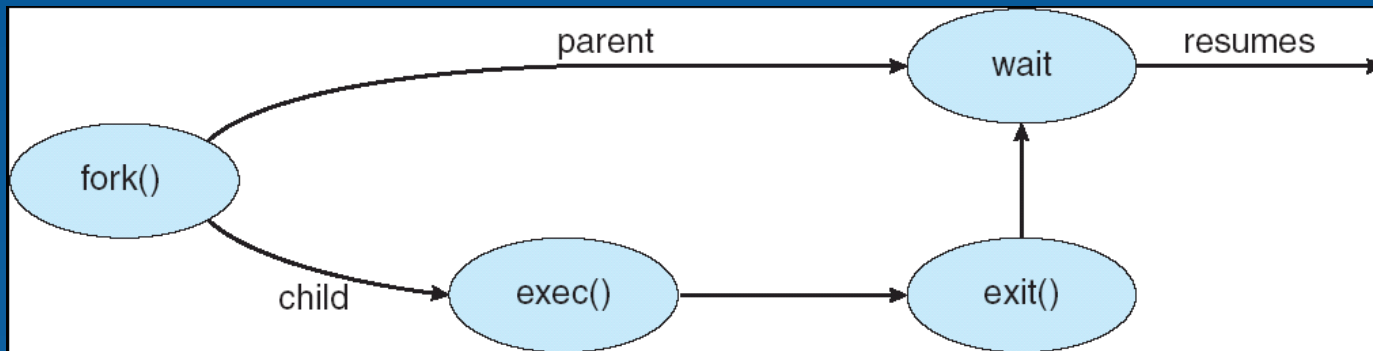 parent
wait
resumes
fork()
child
exec()
exit()